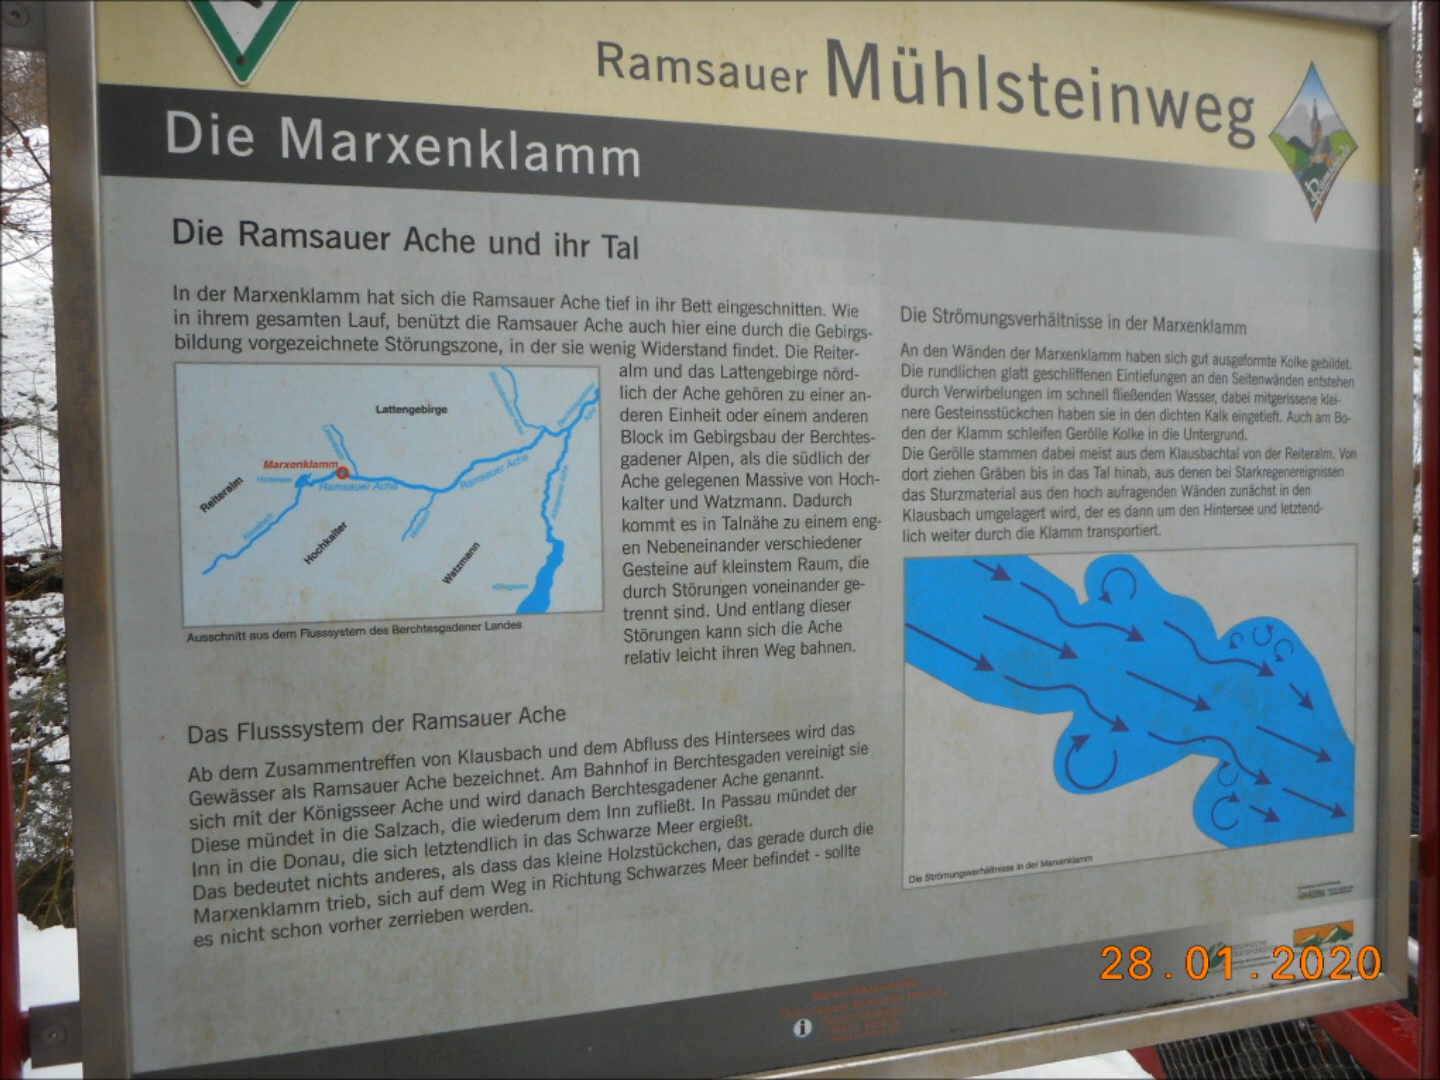 Ramsauer Mühlsteinweg
Die Marxenklamm
Die Ramsauer Ache und ihr Tal
In der Marxenklamm hat sich die Ramsauer Ache tief in ihr Bett eingeschnitten. Wie
in ihrem gesamten Lauf, benützt die Ramsauer Ache auch hier eine durch die Gebirgs-
bildung vorgezeichnete Störungszone, in der sie wenig Widerstand findet. Die Reiter-
alm und das Lattengebirge nörd-
lich der Ache gehören zu einer an-
deren Einheit oder einem anderen
Block im Gebirgsbau der Berchtes-
gadener Alpen, als die südlich der
Ache gelegenen Massive von Hoch-
kalter und Watzmann. Dadurch
kommt es in Talnähe zu einem eng-
en Nebeneinander verschiedener
Gesteine auf kleinstem Raum, die
durch Störungen voneinander ge-
trennt sind. Und entlang dieser
Störungen kann sich die Ache
relativ leicht ihren Weg bahnen.
Lattengebirge
Marxenklamm
Hintersee
Ramsauer Ache
Ramsauer Ache
Reiteralm
Klausbach
Hochkalter
Watzmann
Königssee
Ausschnitt aus dem Flusssystem des Berchtesgadener Landes
Das Flusssystem der Ramsauer Ache
Ab dem Zusammentreffen von Klausbach und dem Abfluss des Hintersees wird das
Gewässer als Ramsauer Ache bezeichnet. Am Bahnhof in Berchtesgaden vereinigt sie
sich mit der Königsseer Ache und wird danach Berchtesgadener Ache genannt.
Diese mündet in die Salzach, die wiederum dem Inn zufließt. In Passau mündet der
Inn in die Donau, die sich letztendlich in das Schwarze Meer ergießt.
Das bedeutet nichts anderes, als dass das kleine Holzstückchen, das gerade durch die
Marxenklamm trieb, sich auf dem Weg in Richtung Schwarzes Meer befindet - sollte
es nicht schon vorher zerrieben werden.
Die Strömungsverhältnisse in der Marxenklamm
An den Wänden der Marxenklamm haben sich gut ausgeformte Kolke gebildet.
Die rundlichen glatt geschliffenen Eintiefungen an den Seitenwänden entstehen
durch Verwirbelungen im schnell fließenden Wasser, dabei mitgerissene klei-
nere Gesteinsstückchen haben sie in den dichten Kalk eingetieft. Auch am Bo-
den der Klamm schleifen Gerölle Kolke in die Untergrund.
Die Gerölle stammen dabei meist aus dem Klausbachtal von der Reiteralm. Von
dort ziehen Gräben bis in das Tal hinab, aus denen bei Starkregenereignissen
das Sturzmaterial aus den hoch aufragenden Wänden zunächst in den
Klausbach umgelagert wird, der es dann um den Hintersee und letztend-
lich weiter durch die Klamm transportiert.
Die Strömungsverhältnisse in der Marxenklamm
28.01.2020